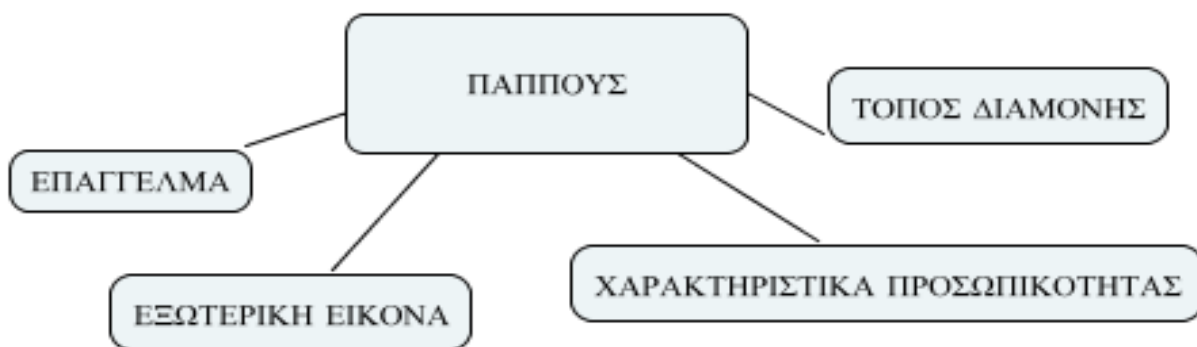 ΠΑΠΠΟΥΣ
ΤΟΠΟΣ ΔΙΑΜΟΝΗΣ
ΕΠΑΓΓΕΛΜΑ
ΕΞΩΤΕΡΙΚΗ ΕΙΚΟΝΑ
ΧΑΡΑΚΤΗΡΙΣΤΙΚΑ ΠΡΟΣΩΠΙΚΟΤΗΤΑΣ